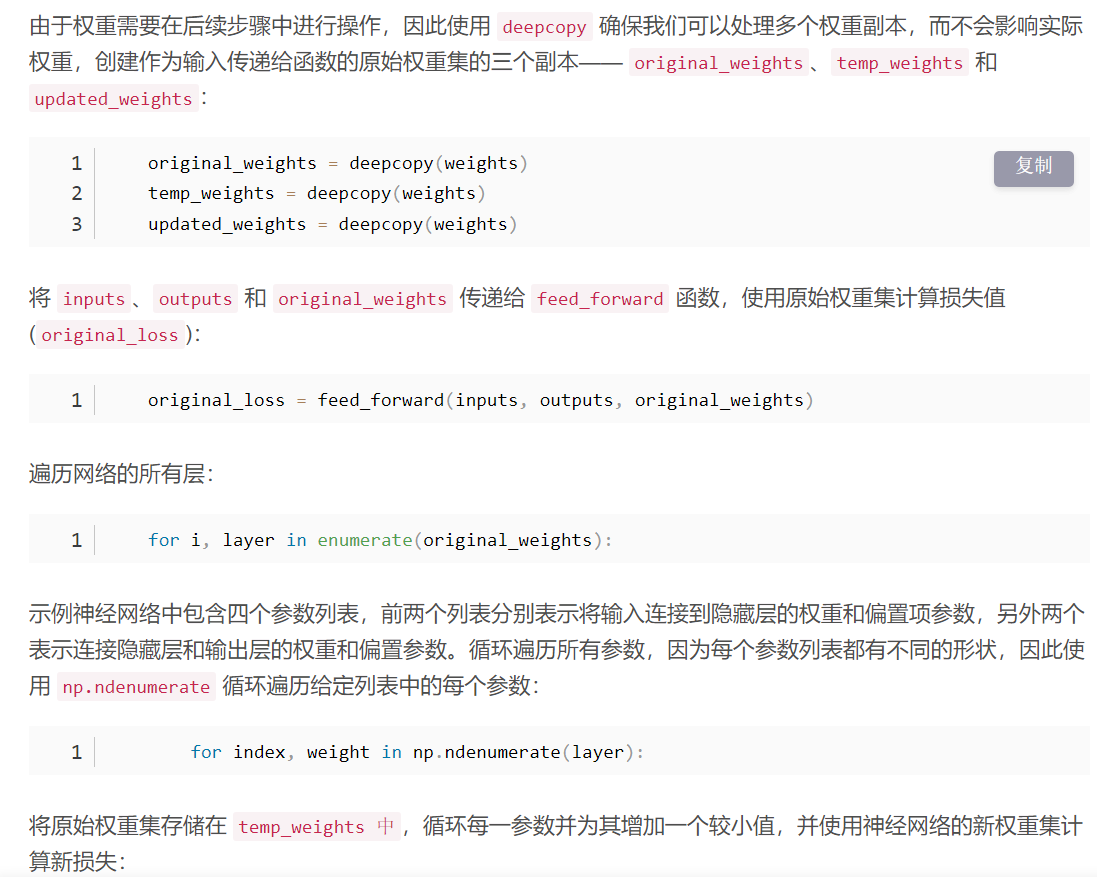 由于权重需要在后续步骤中进行操作，因此使用 deepcopy 确保我们可以处理多个权重副本，而不会影响实际
权重，创建作为输入传递给函数的原始权重集的三个副本—— original_weights 、 temp_weights 和
updated_weights ：
1 original_weights = deepcopy(weights)
复制
2 temp_weights = deepcopy(weights)
3 updated_weights = deepcopy(weights)
将 inputs 、 outputs 和 original_weights 传递给 feed_forward 函数，使用原始权重集计算损失值
( original_loss )：
1 original_loss = feed_forward(inputs, outputs, original_weights)
遍历网络的所有层：
1 for i, layer in enumerate(original_weights):
示例神经网络中包含四个参数列表，前两个列表分别表示将输入连接到隐藏层的权重和偏置项参数，另外两个
表示连接隐藏层和输出层的权重和偏置参数。循环遍历所有参数，因为每个参数列表都有不同的形状，因此使
用 np.ndenumerate 循环遍历给定列表中的每个参数：
1 for index, weight in np.ndenumerate(layer):
将原始权重集存储在 temp_weights 中 ，循环每一参数并为其增加一个较小值，并使用神经网络的新权重集计
算新损失：